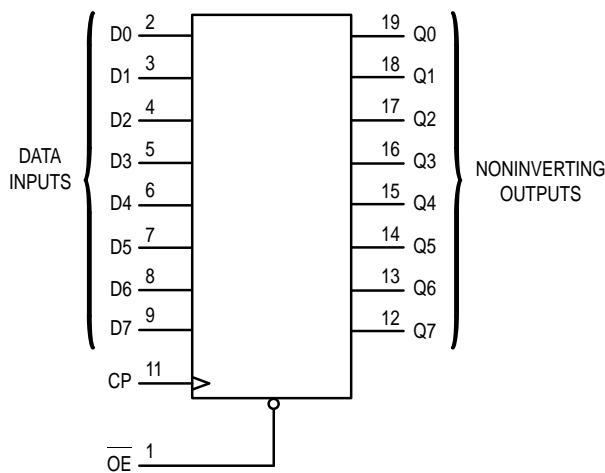 D0 2 19 Q0
D1 3 18 Q1
D2 4 17 Q2
DATA
INPUTS
D3 5 16 Q3
NONINVERTING
OUTPUTS
D4 6 15 Q4
D5 7 14 Q5
D6 8 13 Q6
D7 9 12 Q7
CP 11
O̅E̅ 1